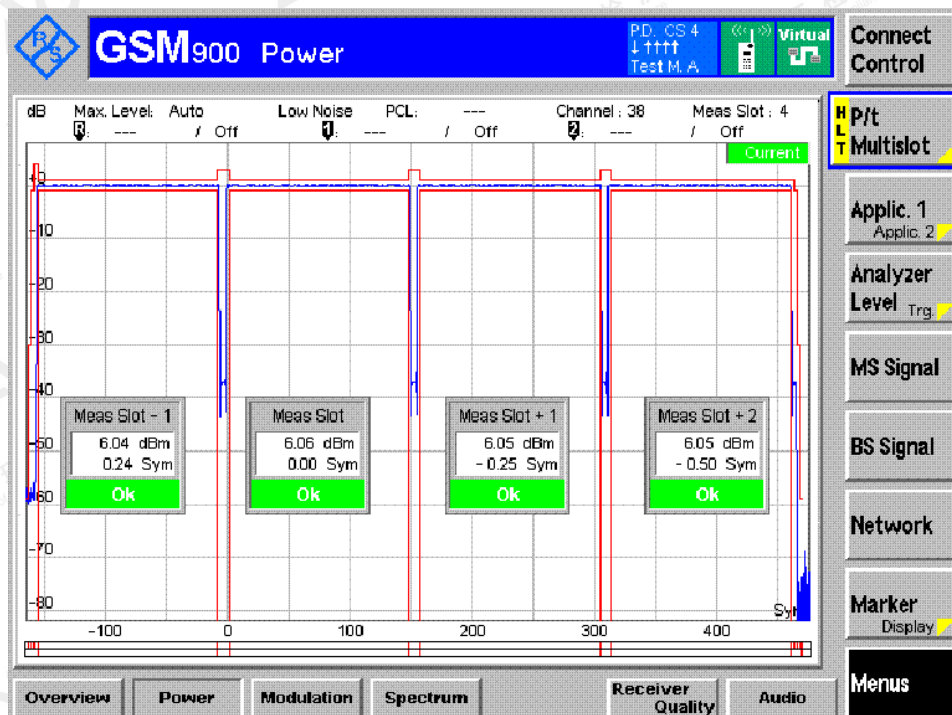 R S
GSM900 Power
P.D. CS 4
↓ ↑↑↑↑
Test M. A.
Virtual
Connect
Control
dB Max. Level: Auto Low Noise PCL: --- Channel : 38 Meas Slot : 4
R: --- / Off 1: --- / Off 2: --- / Off
Current
H L T
P/t
Multislot
Applic. 1
Applic. 2
Analyzer
Level Trg.
MS Signal
BS Signal
Network
Marker
Display
Menus
+0
-10
-20
-30
-40
-50
-60
-70
-80
Meas Slot - 1
6.04 dBm
0.24 Sym
Ok
Meas Slot
6.06 dBm
0.00 Sym
Ok
Meas Slot + 1
6.05 dBm
- 0.25 Sym
Ok
Meas Slot + 2
6.05 dBm
- 0.50 Sym
Ok
-100 0 100 200 300 400
Overview Power Modulation Spectrum Receiver Quality Audio